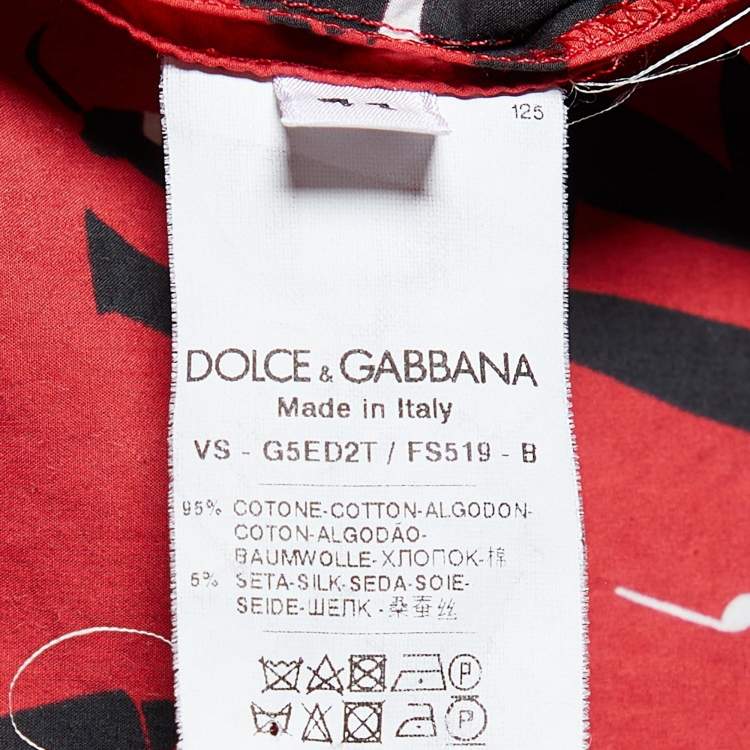 125
DOLCE & GABBANA
Made in Italy
VS - G5ED2T / FS519 - B
95% COTONE-COTTON-ALGODON-
COTON-ALGODÃO-
BAUMWOLLE-ХЛОПОК-棉
5% SETA-SILK-SEDA-SOIE-
SEIDE-ШЕЛК-桑蚕丝
P
P